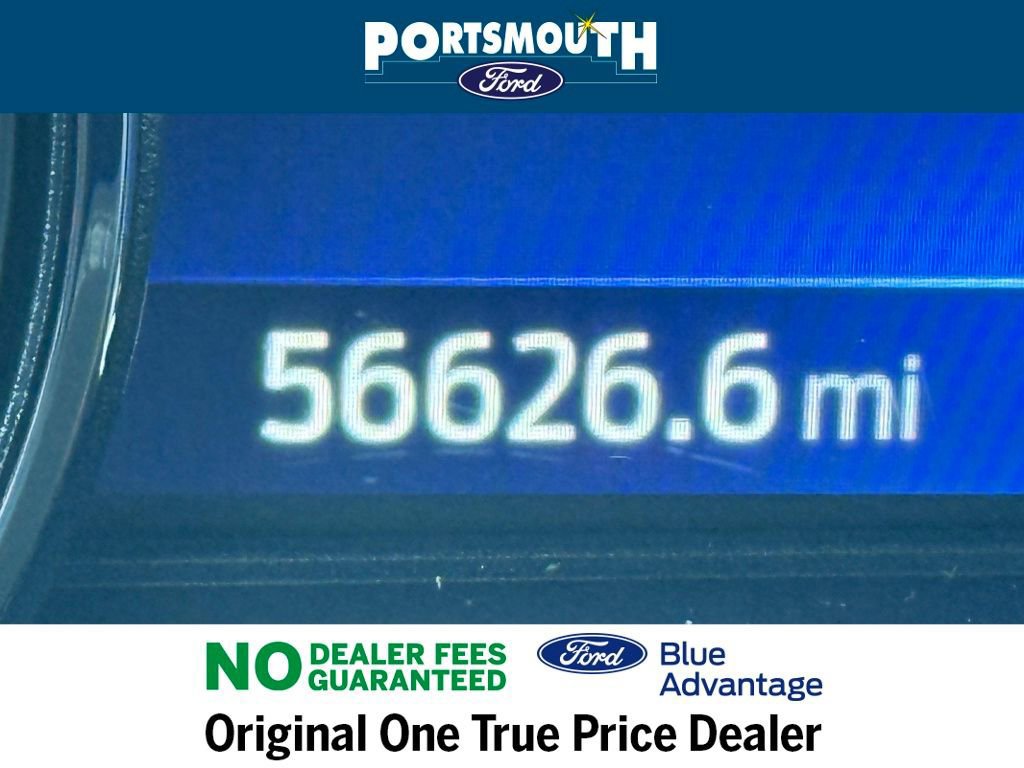 PORTSMOUTH
Ford
56626.6 mi
NO DEALER FEES
GUARANTEED
Ford
Blue
Advantage
Original One True Price Dealer